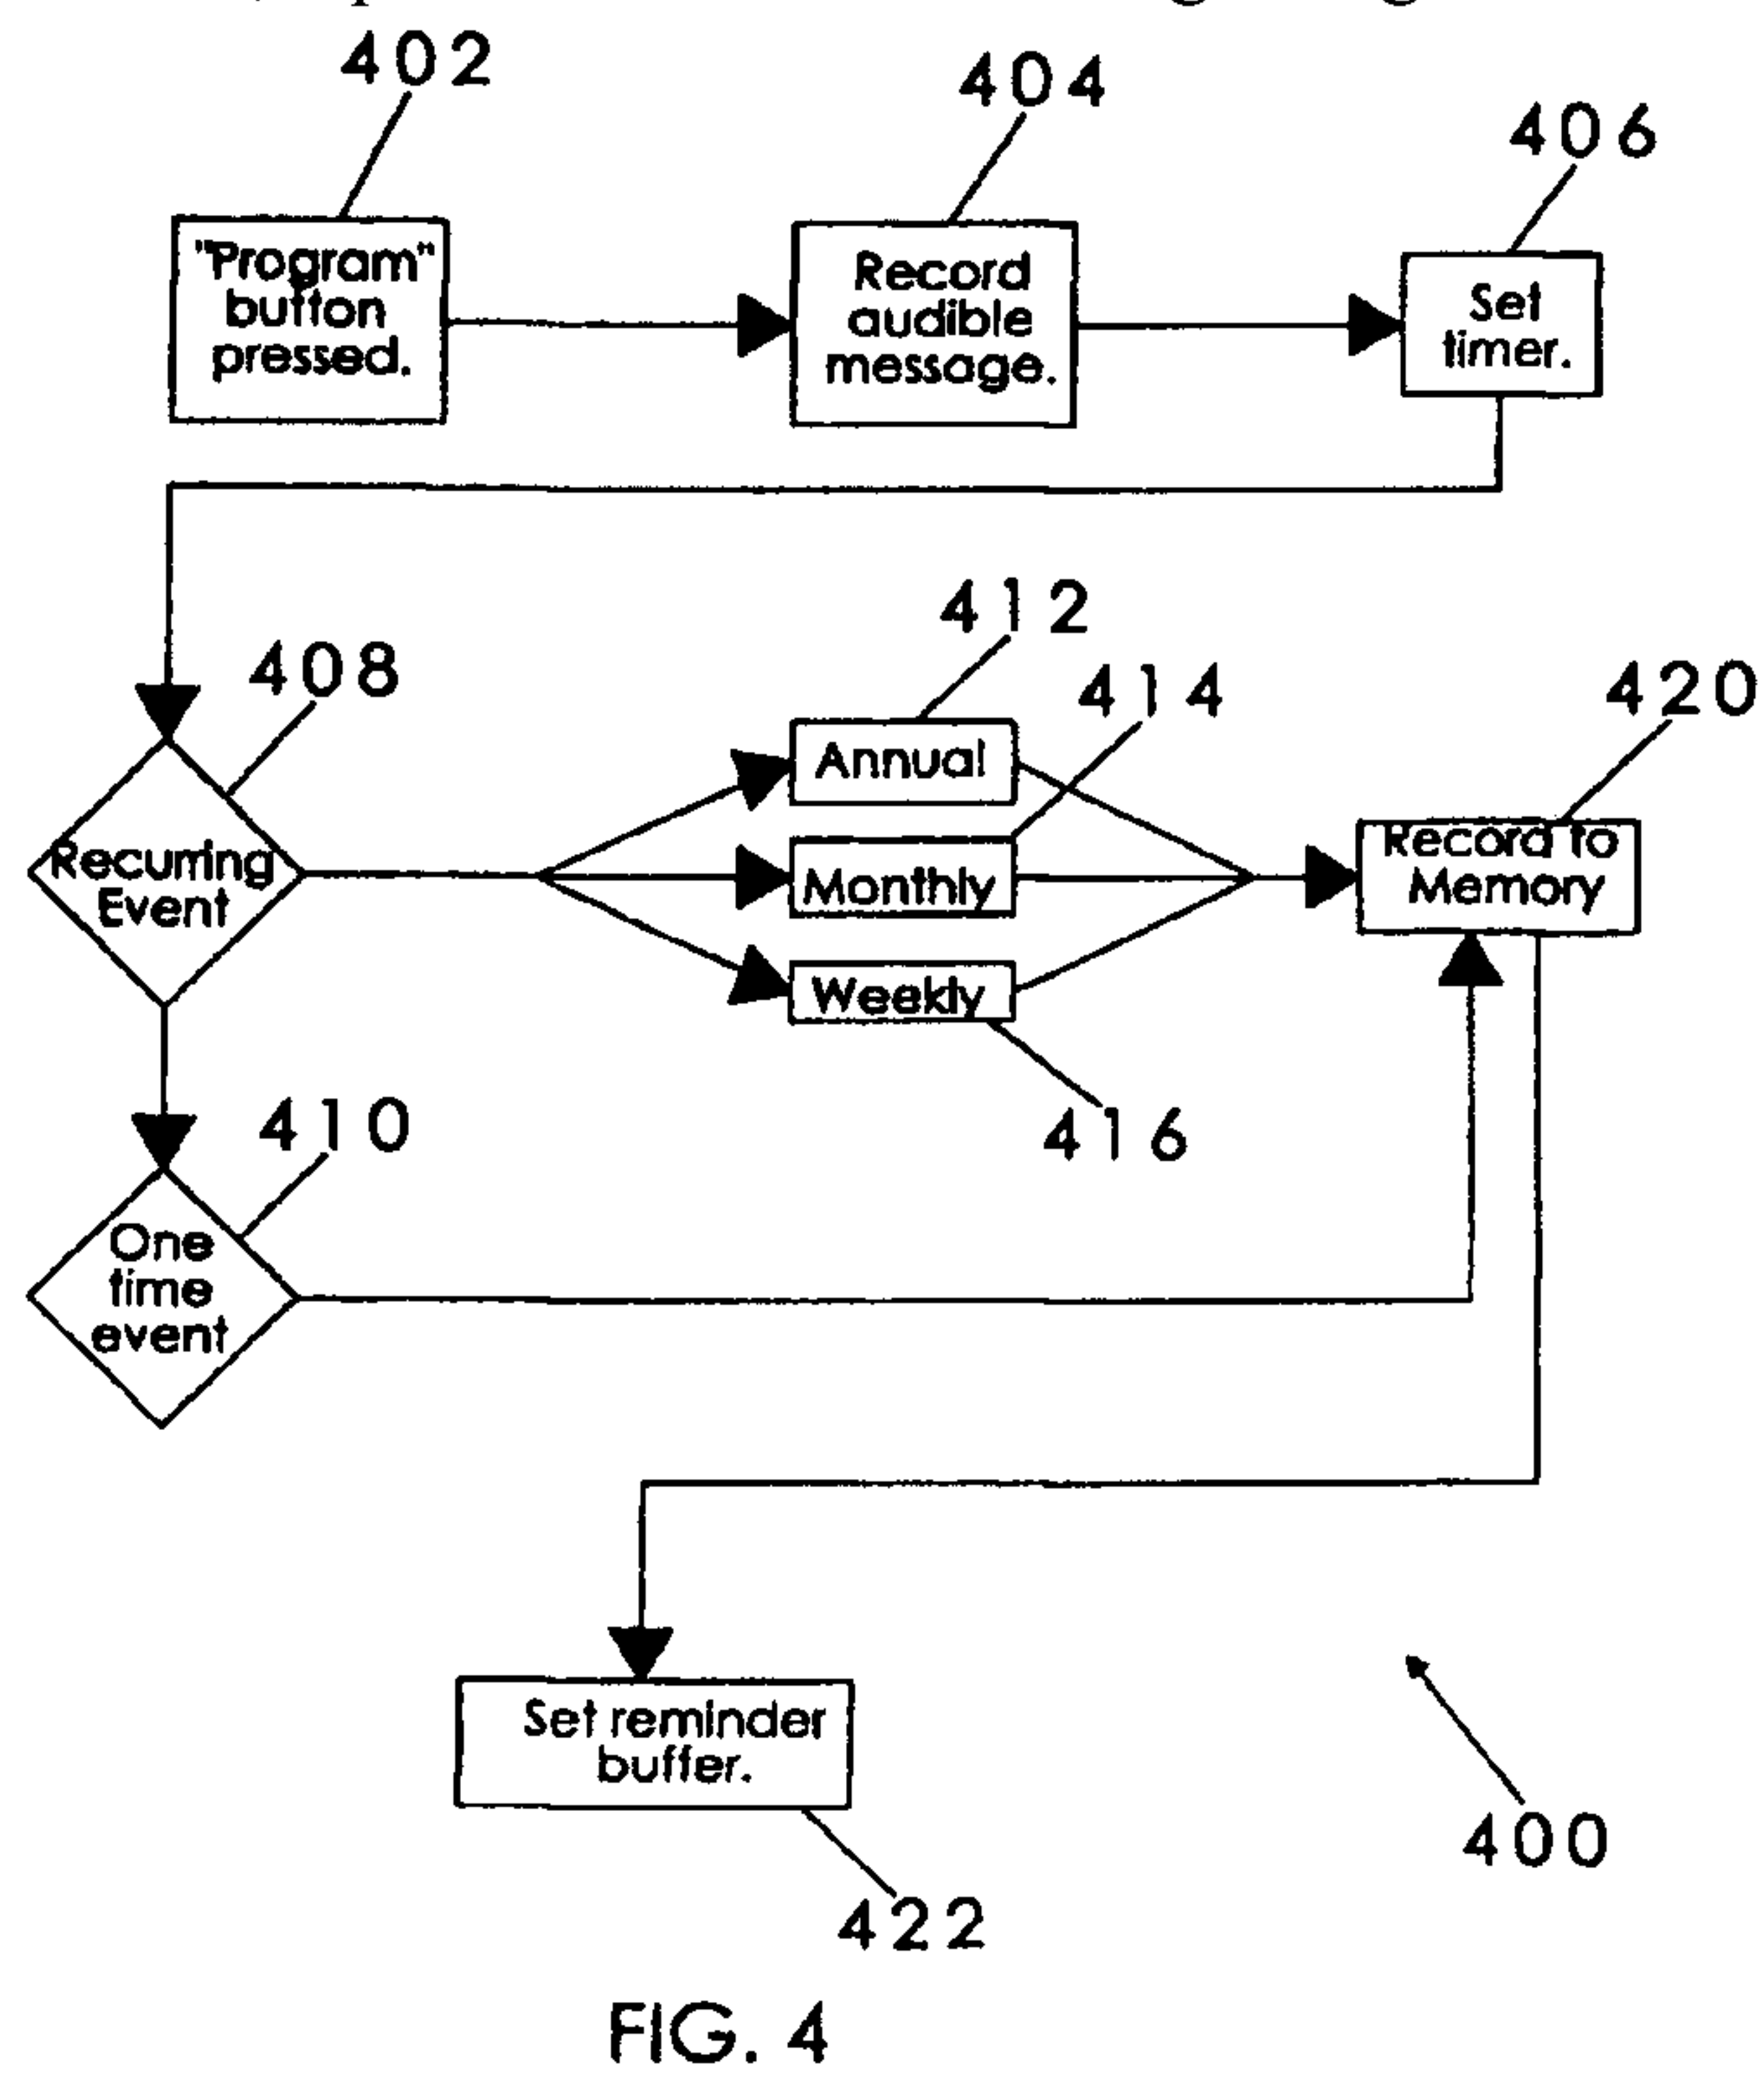 402
404
406
"Program"
button
pressed.
Record
audible
message.
Set
timer.
412
408
414
420
Annual
Recurring
Event
Monthly
Record to
Memory
Weekly
410
416
One
time
event
Set reminder
buffer.
400
422
FIG. 4